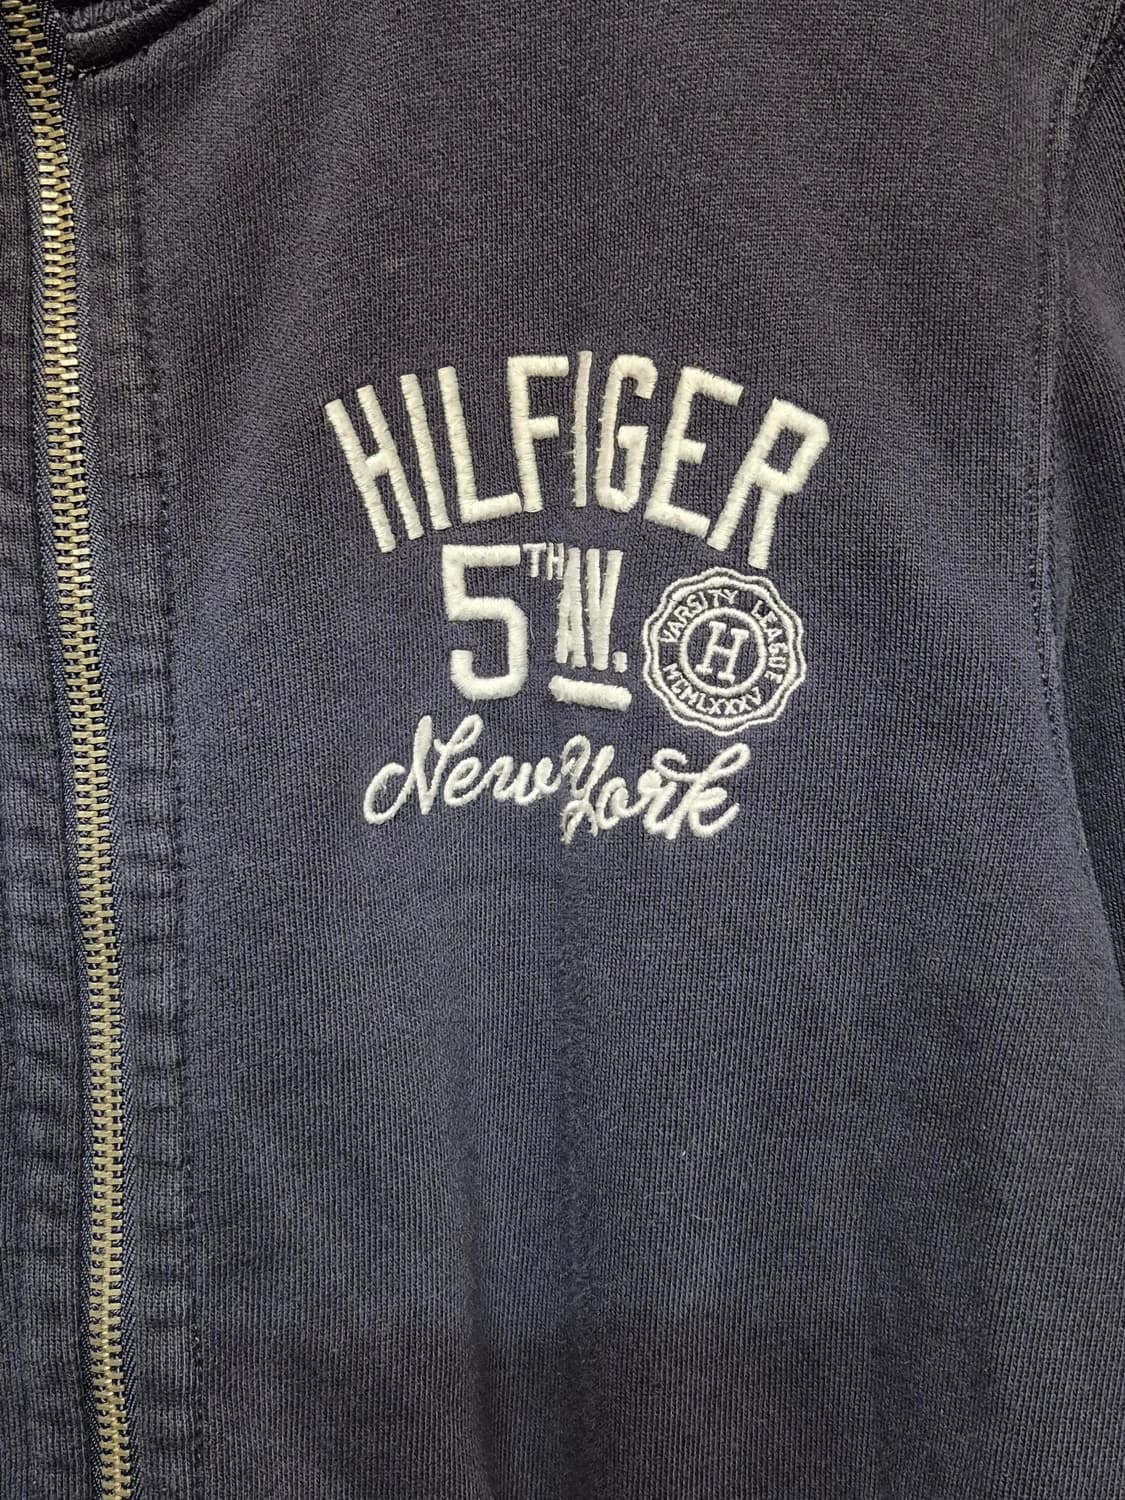 HILFIGER
5TH AV.
VARSITY LEAGUE
H
MCMLXXXV
New York